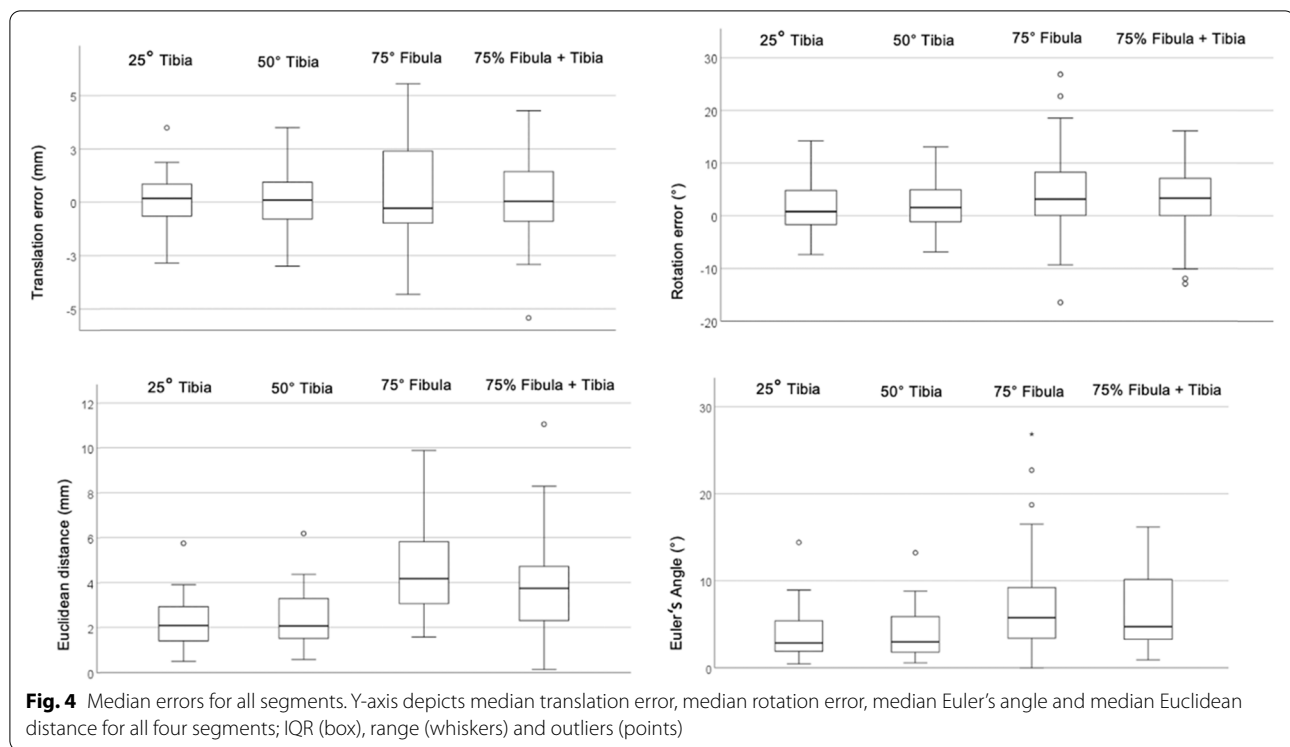 25° Tibia 50° Tibia 75° Fibula 75% Fibula + Tibia
Translation error (mm)
5
3
0
-3
-5
25° Tibia 50° Tibia 75° Fibula 75% Fibula + Tibia
Rotation error (°)
30
20
10
0
-10
-20
25° Tibia 50° Tibia 75° Fibula 75% Fibula + Tibia
Euclidean distance (mm)
12
10
8
6
4
2
0
25° Tibia 50° Tibia 75° Fibula 75% Fibula + Tibia
Euler's Angle (°)
30
20
10
0
Fig. 4 Median errors for all segments. Y-axis depicts median translation error, median rotation error, median Euler's angle and median Euclidean
distance for all four segments; IQR (box), range (whiskers) and outliers (points)